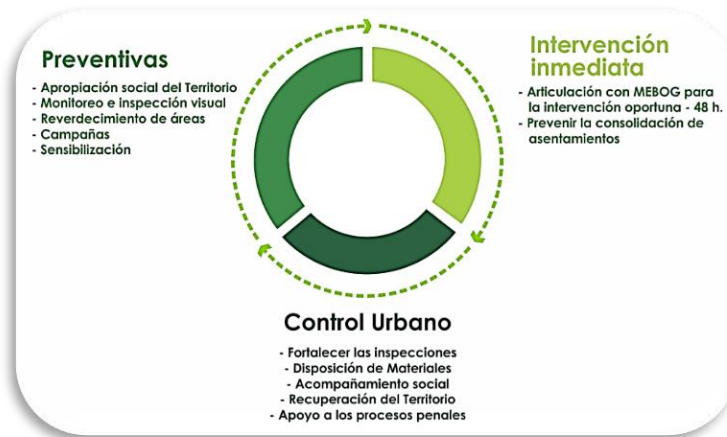 Preventivas
- Apropiación social del Territorio
- Monitoreo e inspección visual
- Reverdecimiento de áreas
- Campañas
- Sensibilización
Intervención
inmediata
- Articulación con MEBOG para
la intervención oportuna - 48 h.
- Prevenir la consolidación de
asentamientos
Control Urbano
- Fortalecer las inspecciones
- Disposición de Materiales
- Acompañamiento social
- Recuperación del Territorio
- Apoyo a los procesos penales